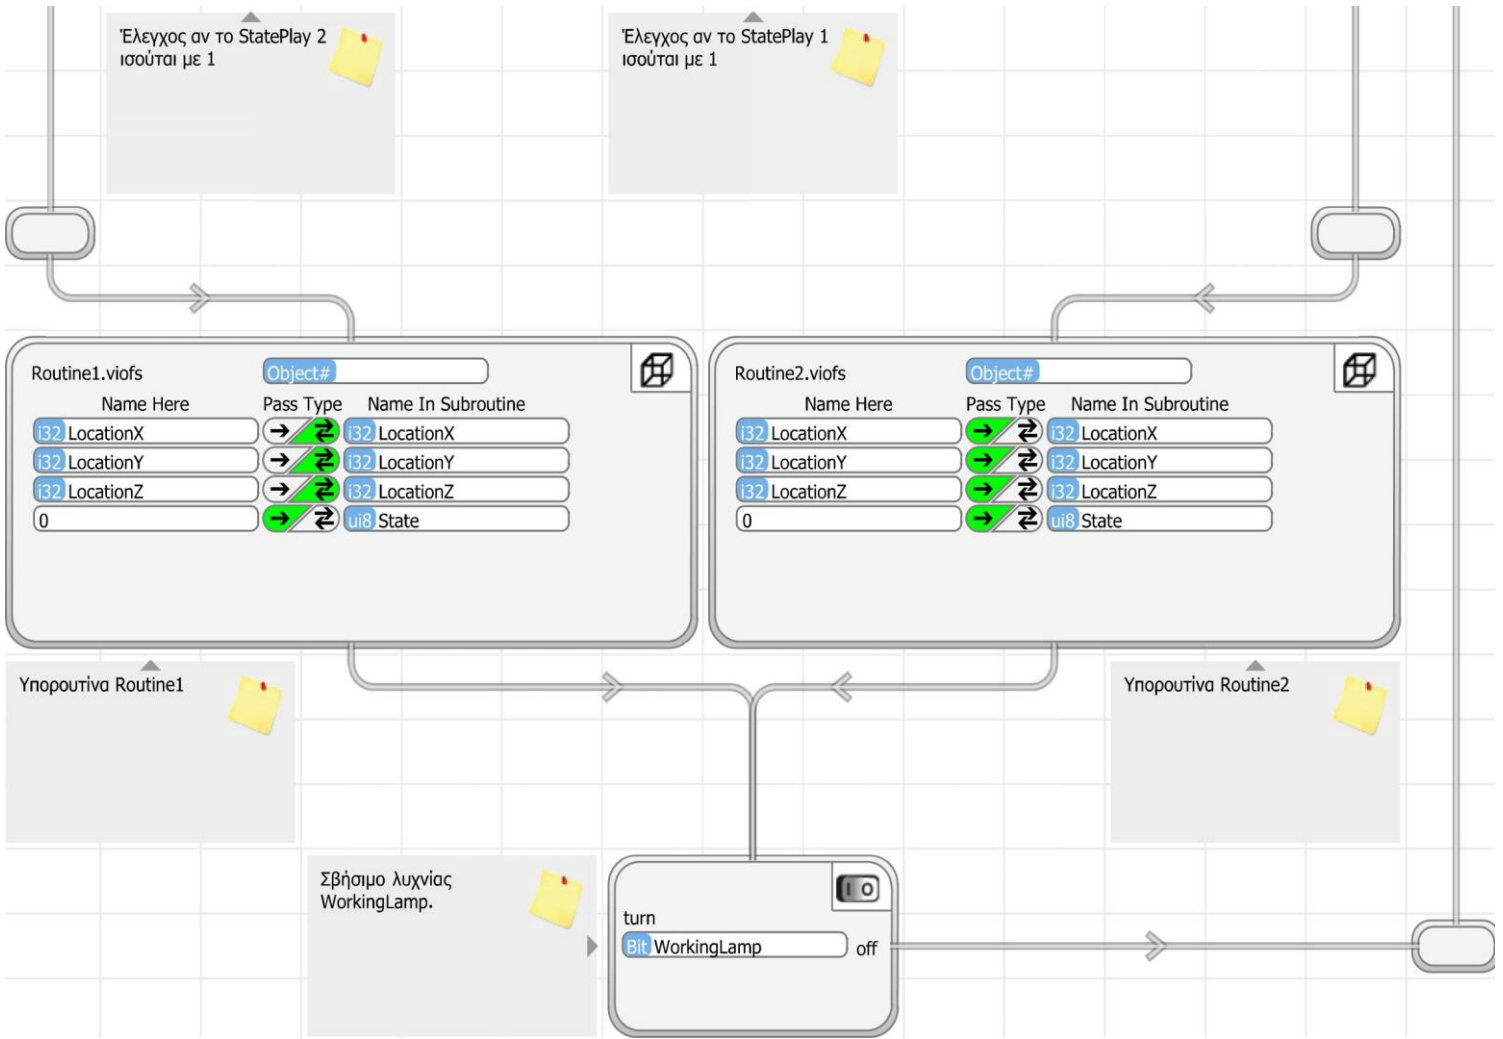 Έλεγχος αν το StatePlay 2
ισούται με 1
Έλεγχος αν το StatePlay 1
ισούται με 1
Routine1.viofs
Object#
Name Here Pass Type Name In Subroutine
i32 LocationX i32 LocationX
i32 LocationY i32 LocationY
i32 LocationZ i32 LocationZ
0 ui8 State
Routine2.viofs
Object#
Name Here Pass Type Name In Subroutine
i32 LocationX i32 LocationX
i32 LocationY i32 LocationY
i32 LocationZ i32 LocationZ
0 ui8 State
Υπορουτίνα Routine1
Υπορουτίνα Routine2
Σβήσιμο λυχνίας
WorkingLamp.
I O
turn
Bit WorkingLamp off